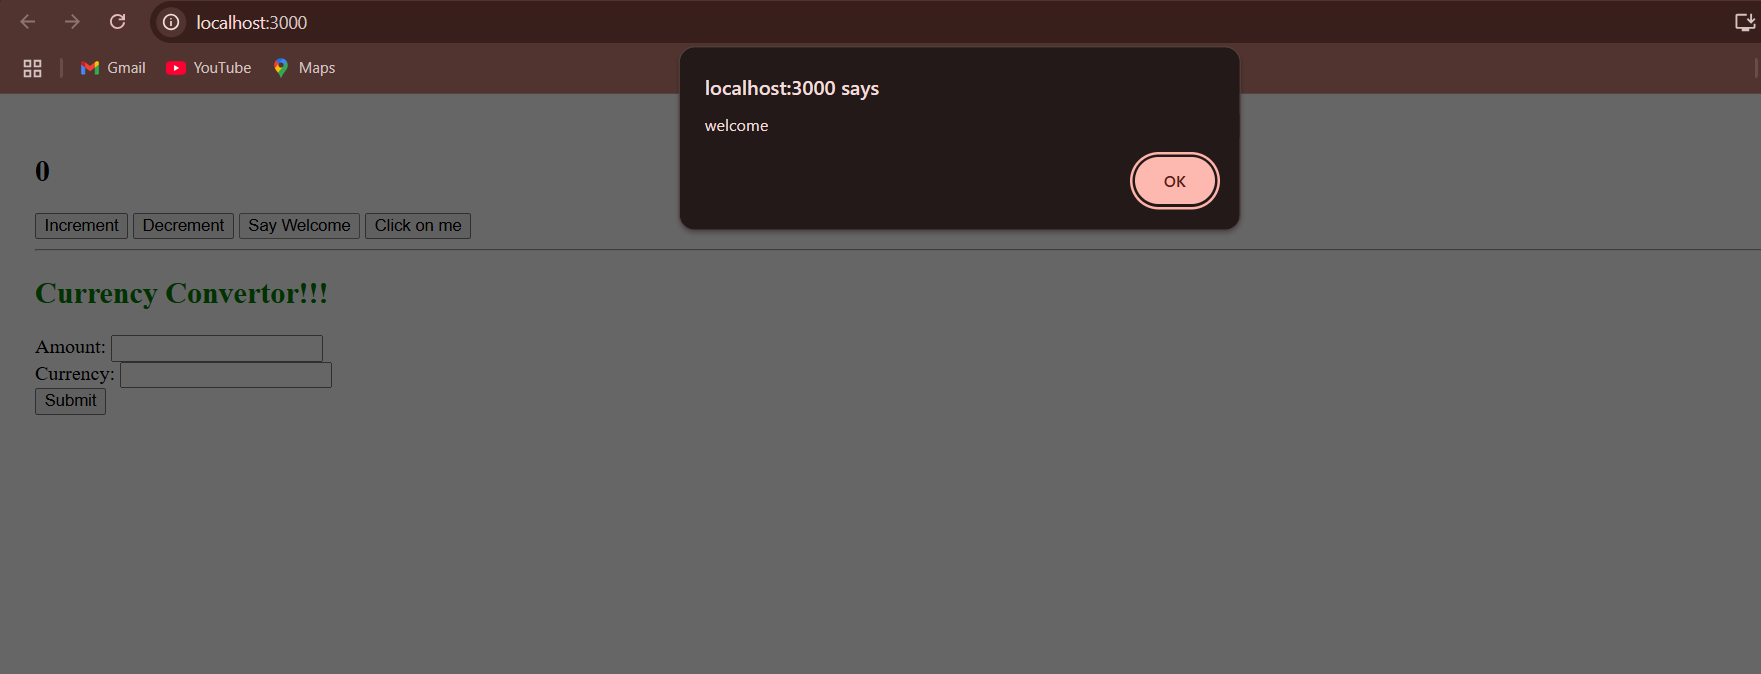 localhost:3000
Gmail YouTube Maps
localhost:3000 says
welcome
OK
0
Increment Decrement Say Welcome Click on me
Currency Convertor!!!
Amount:
Currency:
Submit